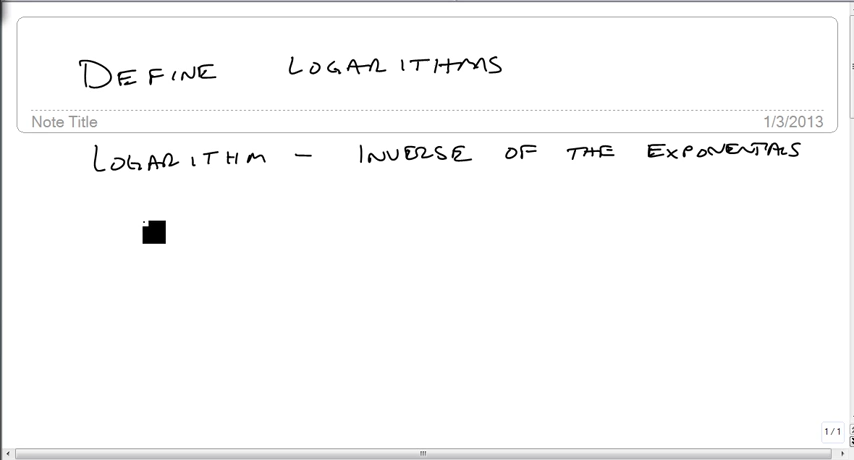 DEFINE LOGARITHMS
Note Title 1/3/2013
LOGARITHM - INVERSE OF THE EXPONENTIALS
1 / 1